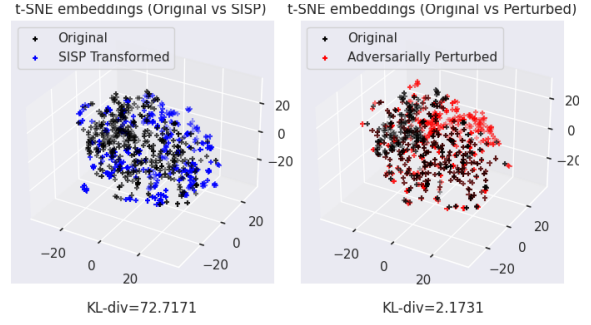 t-SNE embeddings (Original vs SISP)
Original
SISP Transformed
20
0
−20
−20
0
20
−20
0
20
KL-div=72.7171
t-SNE embeddings (Original vs Perturbed)
Original
Adversarially Perturbed
20
0
−20
−20
0
20
−20
0
20
KL-div=2.1731